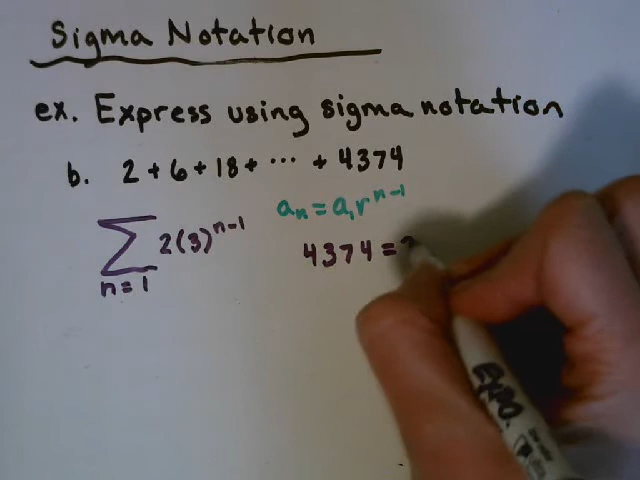 Sigma Notation
ex. Express using sigma notation
b. 2 + 6 + 18 + ... + 4374
∑ 2(3)^{n-1}
n = 1
aₙ = a₁r^{n-1}
4374 =
EXPO